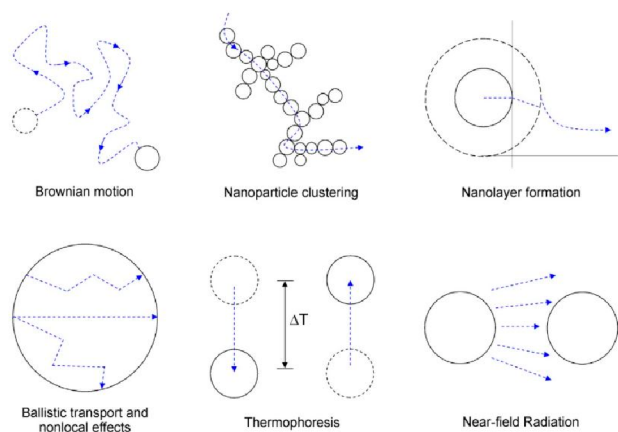 Brownian motion
Nanoparticle clustering
Nanolayer formation
ΔT
Ballistic transport and
nonlocal effects
Thermophoresis
Near-field Radiation